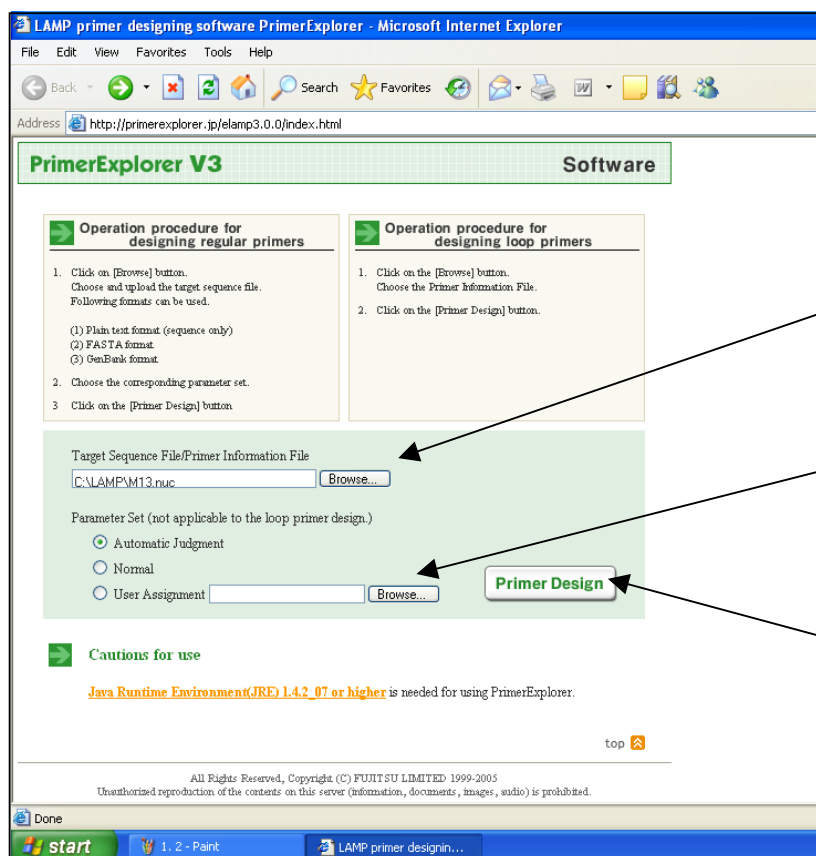 LAMP primer designing software PrimerExplorer - Microsoft Internet Explorer
File Edit View Favorites Tools Help
Back Search Favorites
Address http://primerexplorer.jp/elamp3.0.0/index.html
PrimerExplorer V3 Software
Operation procedure for
designing regular primers
1. Click on [Browse] button.
Choose and upload the target sequence file.
Following formats can be used.
(1) Plain text format (sequence only)
(2) FASTA format
(3) GenBank format
2. Choose the corresponding parameter set.
3 Click on the [Primer Design] button
Operation procedure for
designing loop primers
1. Click on the [Browse] button.
Choose the Primer Information File.
2. Click on the [Primer Design] button.
Target Sequence File/Primer Information File
C:\LAMP\M13.nuc Browse...
Parameter Set (not applicable to the loop primer design.)
Automatic Judgment
Normal
User Assignment Browse...
Primer Design
Cautions for use
Java Runtime Environment(JRE) 1.4.2_07 or higher is needed for using PrimerExplorer.
top
All Rights Reserved, Copyright (C) FUJITSU LIMITED 1999-2005
Unauthorized reproduction of the contents on this server (information, documents, images, audio) is prohibited.
Done
start 1. 2 - Paint LAMP primer designin...